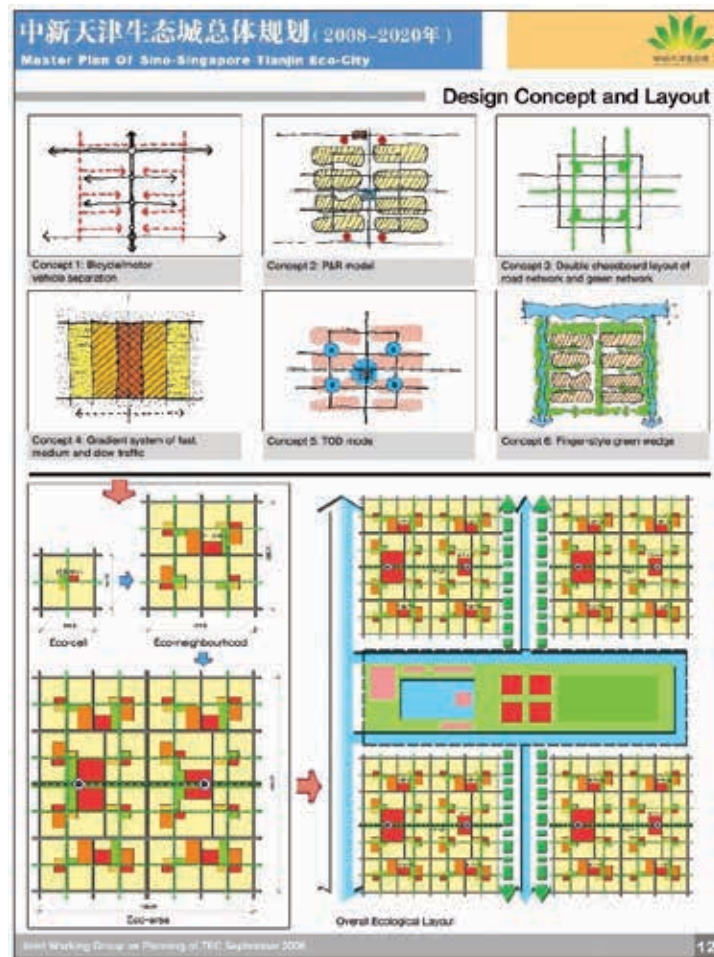 中新天津生态城总体规划(2008-2020年)
Master Plan Of Sino-Singapore Tianjin Eco-City
Design Concept and Layout
Concept 1: Bicycle/motor
vehicle separation
Concept 2: P&R model
Concept 3: Double chessboard layout of
road network and green network
Concept 4: Gradient system of fast,
medium and slow traffic
Concept 5: TOD mode
Concept 6: Finger-style green wedge
Eco-cell
Eco-neighbourhood
Eco-area
Overall Ecological Layout
Joint Working Group on Planning of TEC September 2008
12